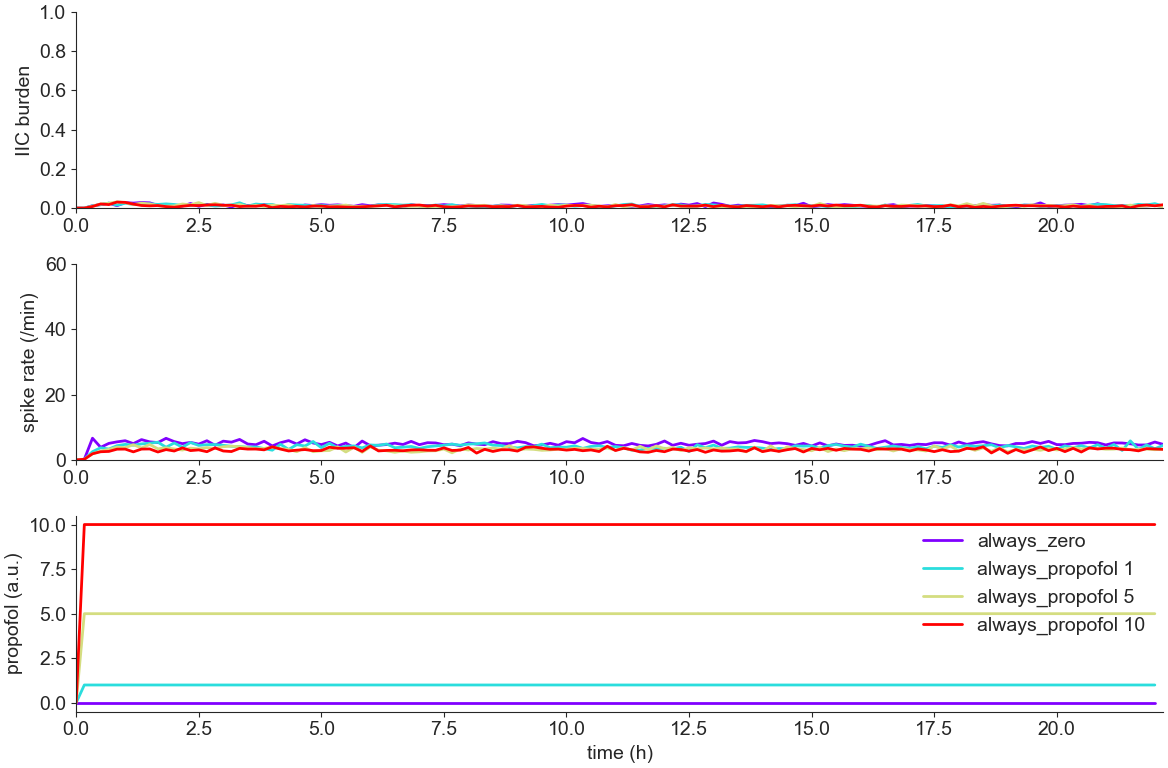 IIC burden
1.0
0.8
0.6
0.4
0.2
0.0
0.0 2.5 5.0 7.5 10.0 12.5 15.0 17.5 20.0
spike rate (/min)
60
40
20
0
0.0 2.5 5.0 7.5 10.0 12.5 15.0 17.5 20.0
propofol (a.u.)
10.0
7.5
5.0
2.5
0.0
always_zero
always_propofol 1
always_propofol 5
always_propofol 10
0.0 2.5 5.0 7.5 10.0 12.5 15.0 17.5 20.0
time (h)